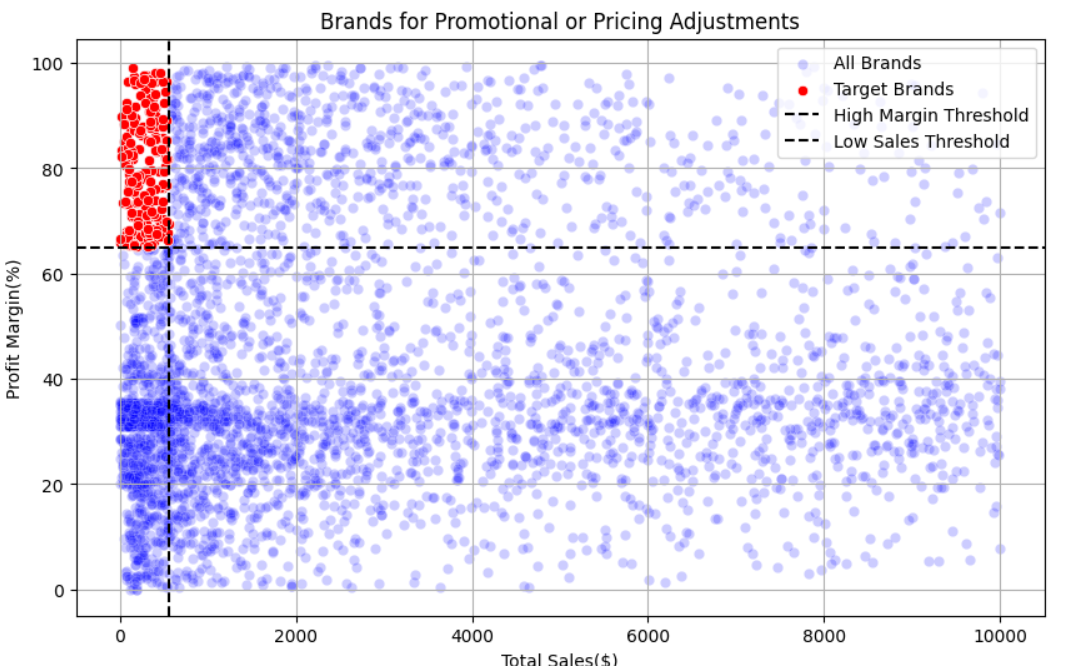 Brands for Promotional or Pricing Adjustments
All Brands
Target Brands
High Margin Threshold
Low Sales Threshold
Profit Margin(%)
100
80
60
40
20
0
0 2000 4000 6000 8000 10000
Total Sales($)